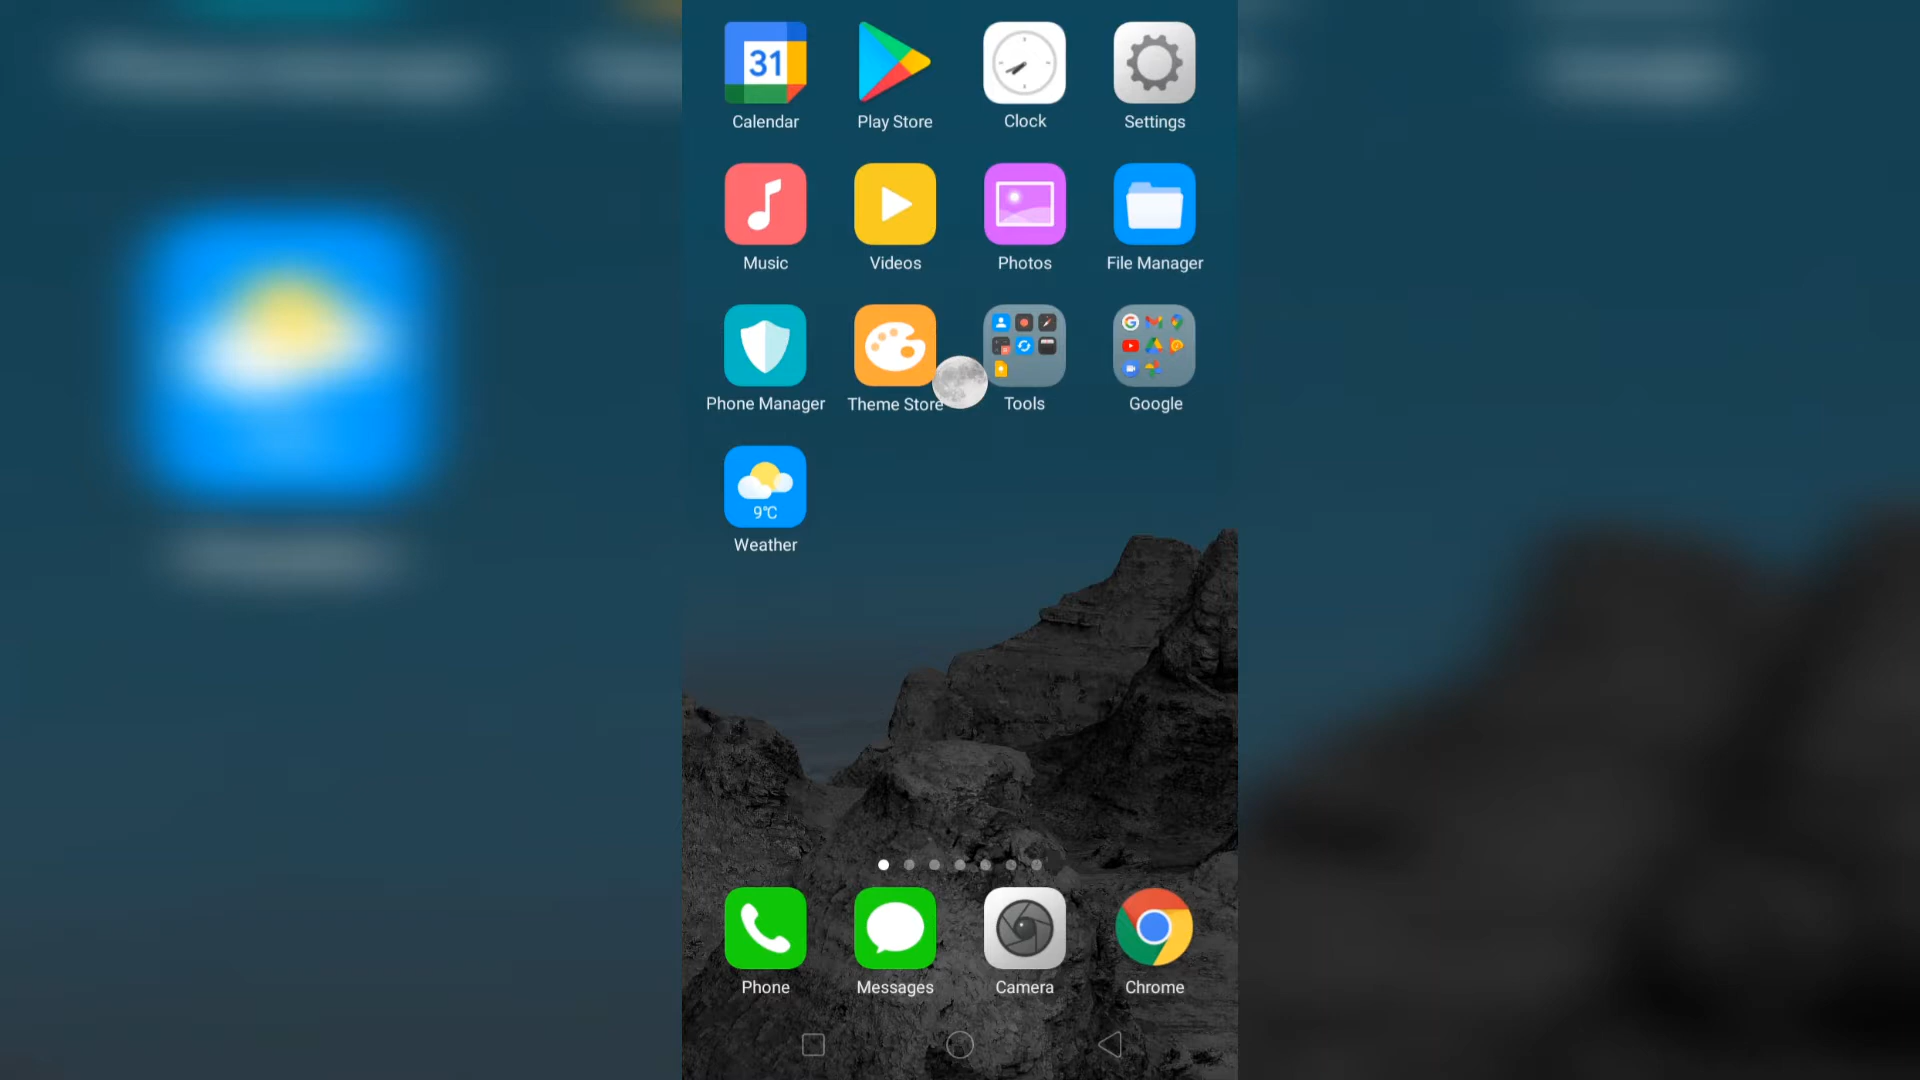 31
Calendar Play Store Clock Settings
Music Videos Photos File Manager
Phone Manager Theme Store Tools Google
9°C
Weather
Phone Messages Camera Chrome